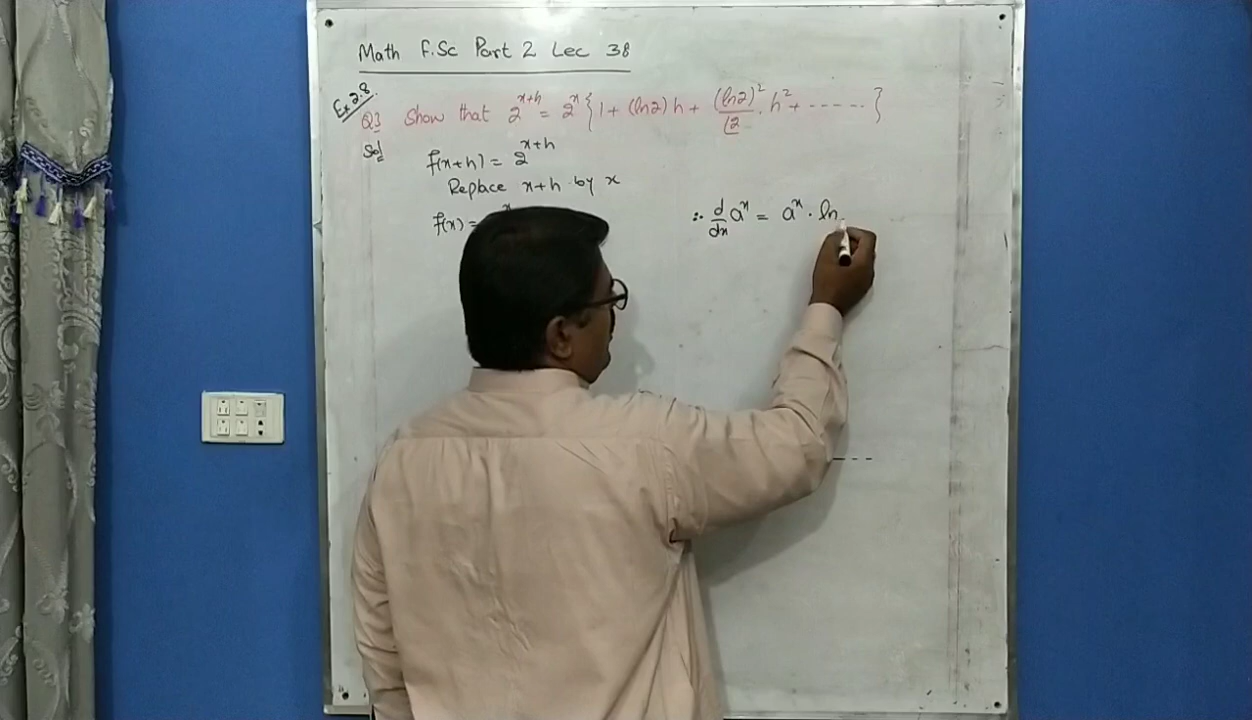 Math F.Sc Part 2 Lec 38
Ex 2.8
Q3 Show that 2^{x+h} = 2^x { 1 + (ln2) h + (ln2)^2/⌊2 . h^2 + ------ }
Sol f(x+h) = 2^{x+h}
Replace x+h by x
f(x) = x ∵ d/dx a^x = a^x . ln
----